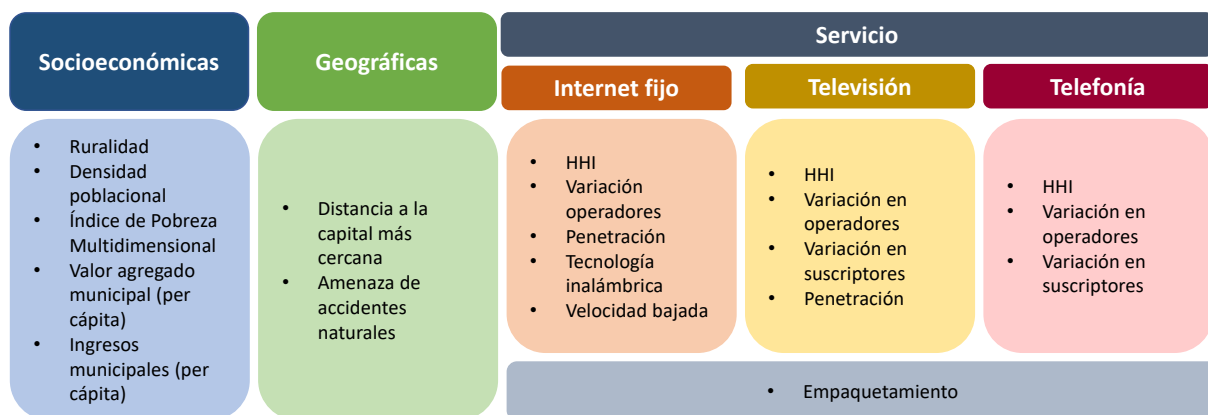 Socioeconómicas
• Ruralidad
• Densidad
poblacional
• Índice de Pobreza
Multidimensional
• Valor agregado
municipal (per
cápita)
• Ingresos
municipales (per
cápita)
Geográficas
• Distancia a la
capital más
cercana
• Amenaza de
accidentes
naturales
Servicio
Internet fijo
• HHI
• Variación
operadores
• Penetración
• Tecnología
inalámbrica
• Velocidad bajada
Televisión
• HHI
• Variación en
operadores
• Variación en
suscriptores
• Penetración
Telefonía
• HHI
• Variación en
operadores
• Variación en
suscriptores
• Empaquetamiento